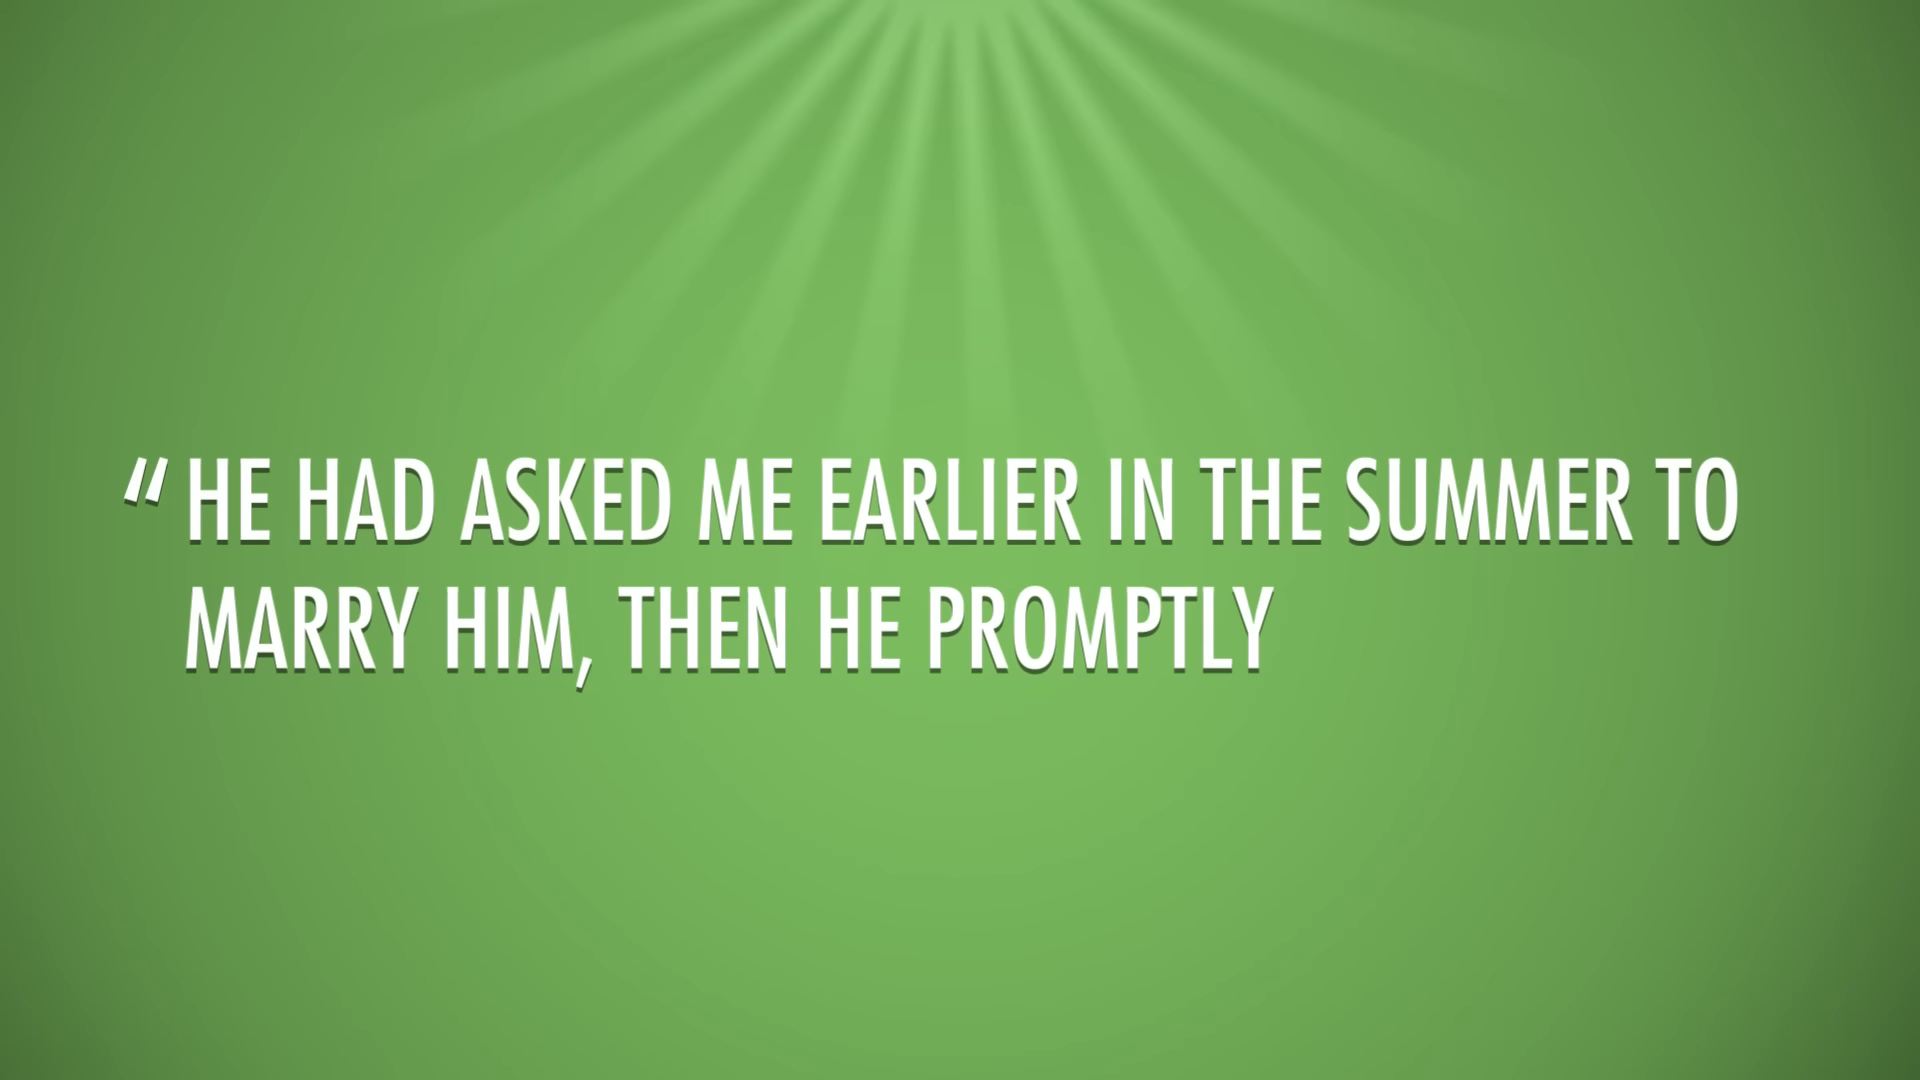 “HE HAD ASKED ME EARLIER IN THE SUMMER TO
MARRY HIM, THEN HE PROMPTLY